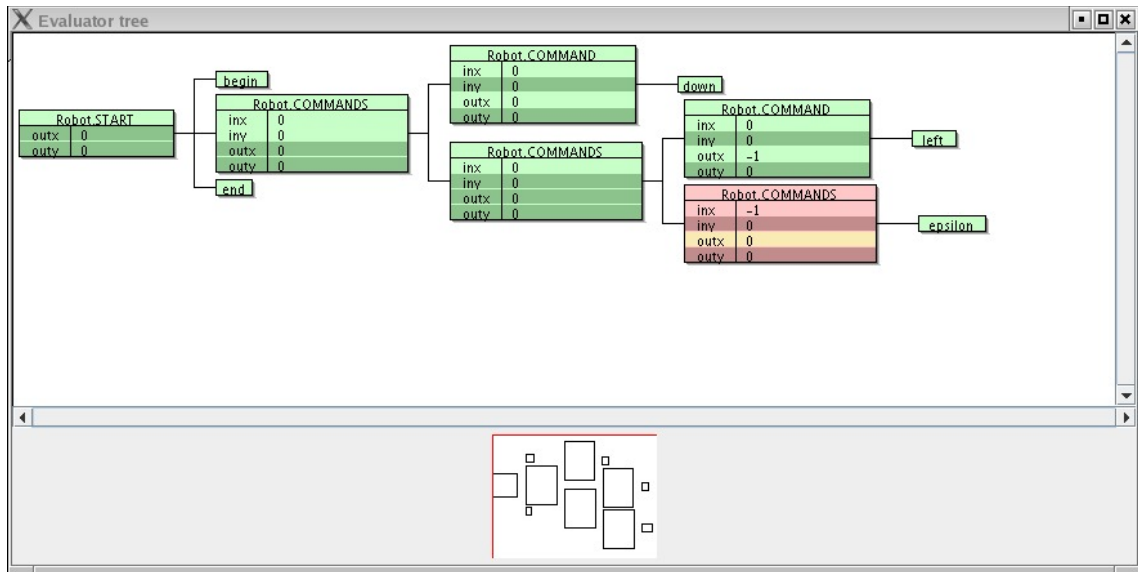 Evaluator tree
Robot.START
outx 0
outy 0
begin
Robot.COMMANDS
inx 0
iny 0
outx 0
outy 0
end
Robot.COMMAND
inx 0
iny 0
outx 0
outy 0
down
Robot.COMMANDS
inx 0
iny 0
outx 0
outy 0
Robot.COMMAND
inx 0
iny 0
outx -1
outy 0
left
Robot.COMMANDS
inx -1
iny 0
outx 0
outy 0
epsilon